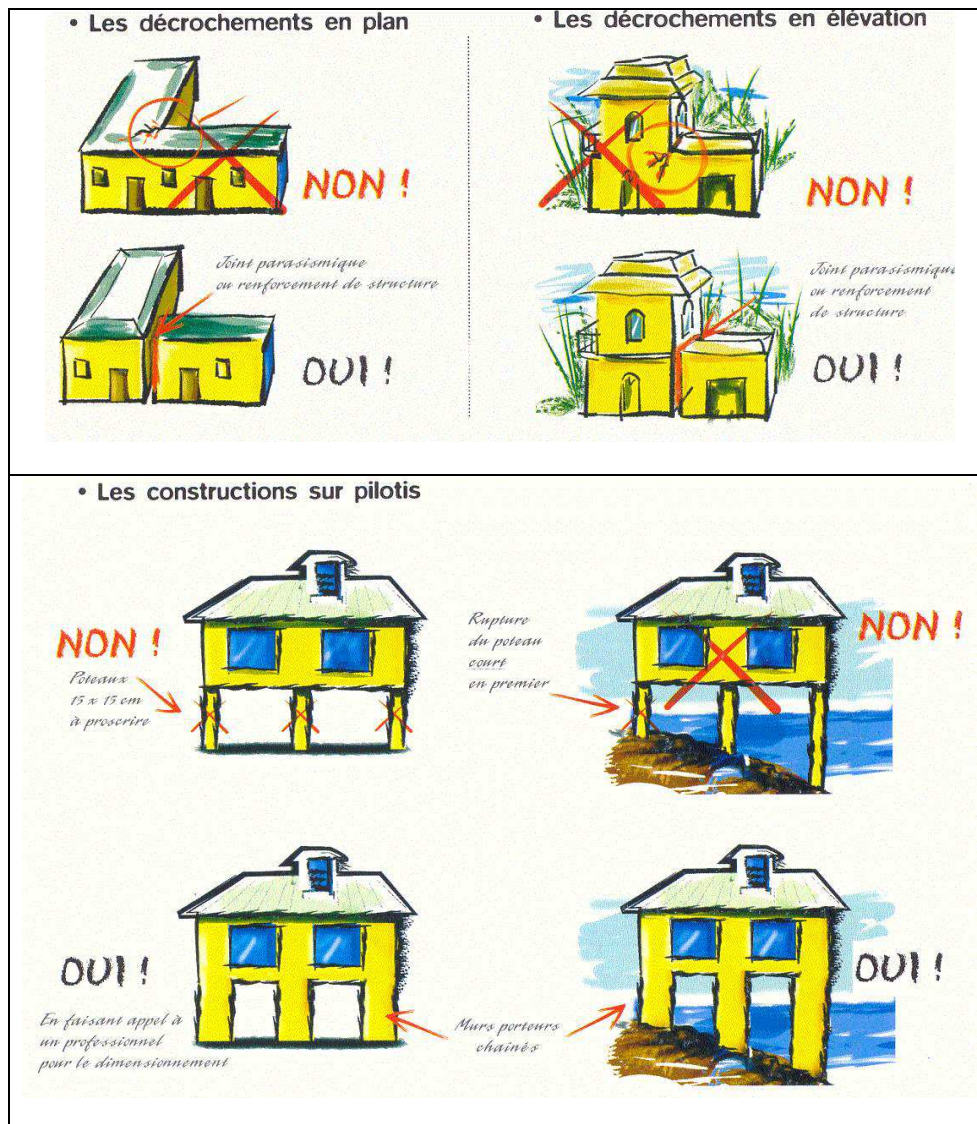 • Les décrochements en plan
NON !
Joint parasismique
ou renforcement de structure
OUI !
• Les décrochements en élévation
NON !
Joint parasismique
ou renforcement
de structure
OUI !
• Les constructions sur pilotis
NON !
Poteaux
15 x 15 cm
à proscrire
Rupture
du poteau
court
en premier
NON !
OUI !
En faisant appel à
un professionnel
pour le dimensionnement
Murs porteurs
chaînés
OUI !